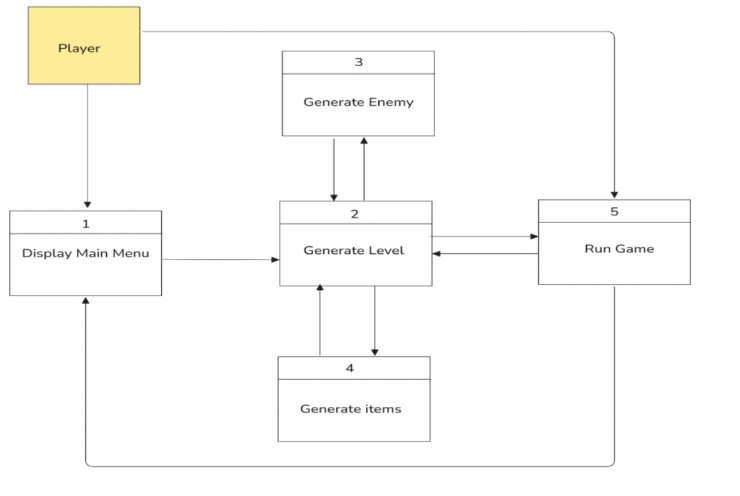 Player
3
Generate Enemy
1
Display Main Menu
2
Generate Level
5
Run Game
4
Generate items